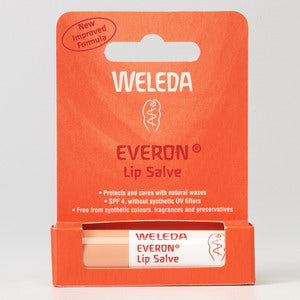 New
Improved
Formula
WELEDA
EVERON®
Lip Salve
• Protects and cares with natural waxes
• SPF 4, without synthetic UV filters
• Free from synthetic colours, fragrances and preservatives
WELEDA
EVERON®
Lip Salve